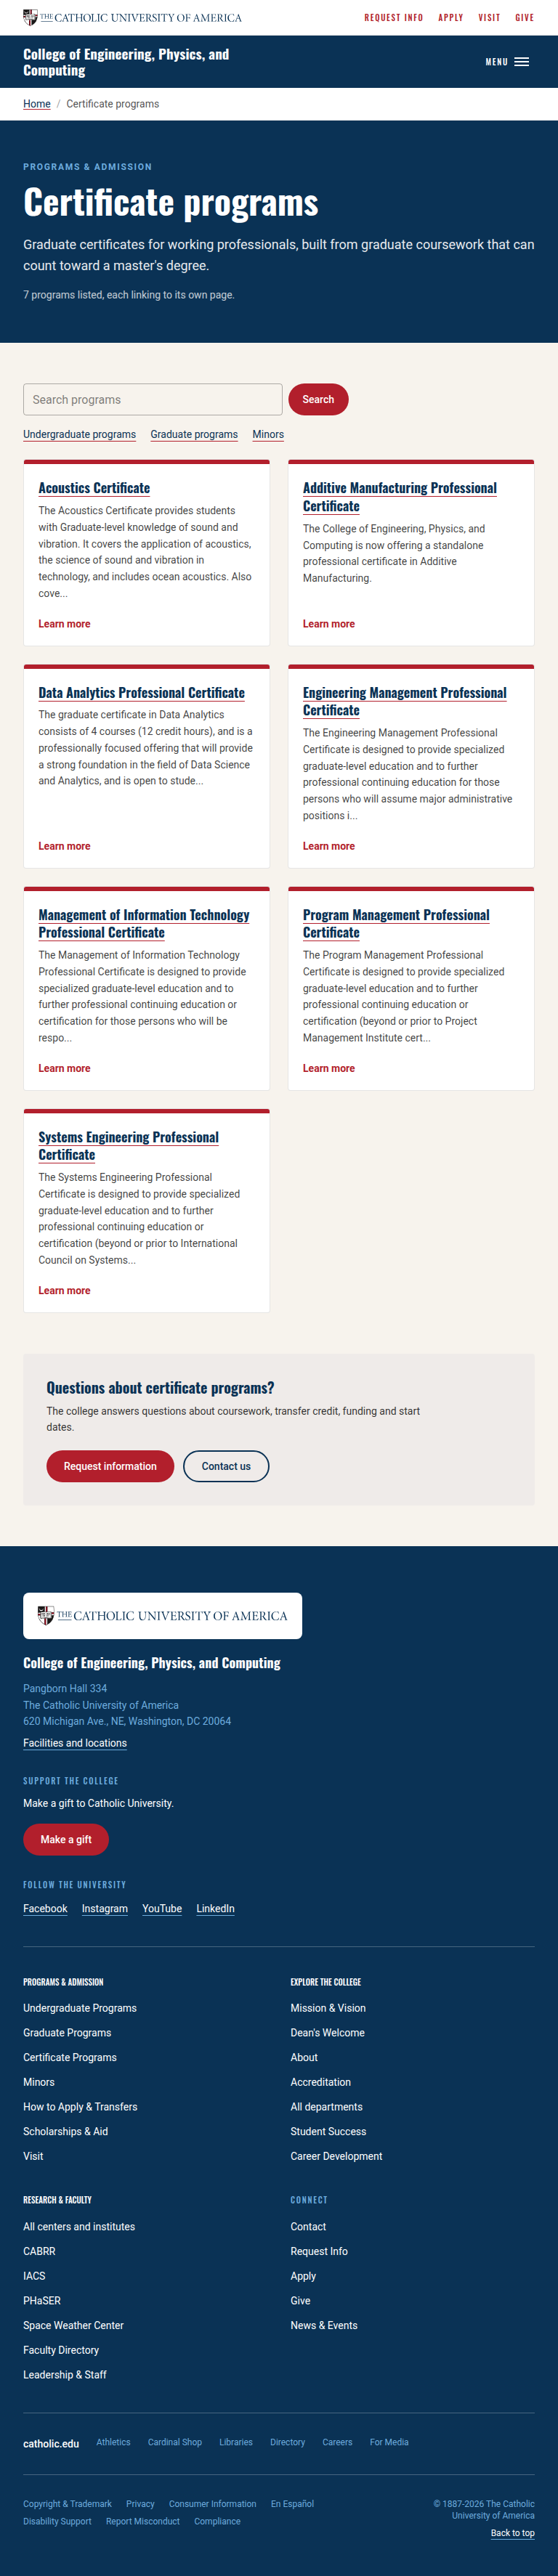 THE CATHOLIC UNIVERSITY OF AMERICA
REQUEST INFO APPLY VISIT GIVE
College of Engineering, Physics, and
Computing
MENU
Home / Certificate programs
PROGRAMS & ADMISSION
Certificate programs
Graduate certificates for working professionals, built from graduate coursework that can
count toward a master's degree.
7 programs listed, each linking to its own page.
Search programs
Search
Undergraduate programs Graduate programs Minors
Acoustics Certificate
The Acoustics Certificate provides students
with Graduate-level knowledge of sound and
vibration. It covers the application of acoustics,
the science of sound and vibration in
technology, and includes ocean acoustics. Also
cove...
Learn more
Additive Manufacturing Professional
Certificate
The College of Engineering, Physics, and
Computing is now offering a standalone
professional certificate in Additive
Manufacturing.
Learn more
Data Analytics Professional Certificate
The graduate certificate in Data Analytics
consists of 4 courses (12 credit hours), and is a
professionally focused offering that will provide
a strong foundation in the field of Data Science
and Analytics, and is open to stude...
Learn more
Engineering Management Professional
Certificate
The Engineering Management Professional
Certificate is designed to provide specialized
graduate-level education and to further
professional continuing education for those
persons who will assume major administrative
positions i...
Learn more
Management of Information Technology
Professional Certificate
The Management of Information Technology
Professional Certificate is designed to provide
specialized graduate-level education and to
further professional continuing education or
certification for those persons who will be
respo...
Learn more
Program Management Professional
Certificate
The Program Management Professional
Certificate is designed to provide specialized
graduate-level education and to further
professional continuing education or
certification (beyond or prior to Project
Management Institute cert...
Learn more
Systems Engineering Professional
Certificate
The Systems Engineering Professional
Certificate is designed to provide specialized
graduate-level education and to further
professional continuing education or
certification (beyond or prior to International
Council on Systems...
Learn more
Questions about certificate programs?
The college answers questions about coursework, transfer credit, funding and start
dates.
Request information Contact us
THE CATHOLIC UNIVERSITY OF AMERICA
College of Engineering, Physics, and Computing
Pangborn Hall 334
The Catholic University of America
620 Michigan Ave., NE, Washington, DC 20064
Facilities and locations
SUPPORT THE COLLEGE
Make a gift to Catholic University.
Make a gift
FOLLOW THE UNIVERSITY
Facebook Instagram YouTube LinkedIn
PROGRAMS & ADMISSION
Undergraduate Programs
Graduate Programs
Certificate Programs
Minors
How to Apply & Transfers
Scholarships & Aid
Visit
EXPLORE THE COLLEGE
Mission & Vision
Dean's Welcome
About
Accreditation
All departments
Student Success
Career Development
RESEARCH & FACULTY
All centers and institutes
CABRR
IACS
PHaSER
Space Weather Center
Faculty Directory
Leadership & Staff
CONNECT
Contact
Request Info
Apply
Give
News & Events
catholic.edu Athletics Cardinal Shop Libraries Directory Careers For Media
Copyright & Trademark Privacy Consumer Information En Español
Disability Support Report Misconduct Compliance
© 1887-2026 The Catholic
University of America
Back to top